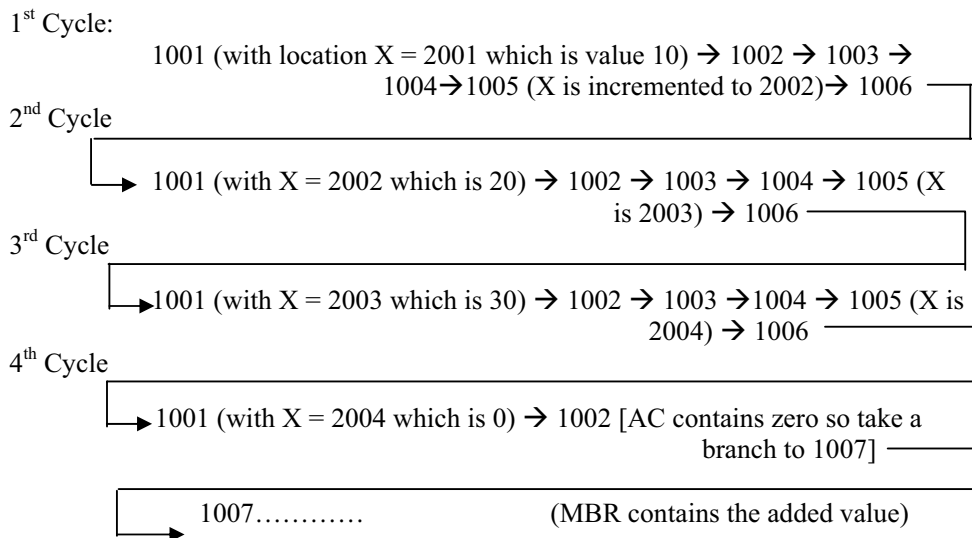 1st Cycle:
1001 (with location X = 2001 which is value 10) → 1002 → 1003 →
1004→1005 (X is incremented to 2002)→ 1006
2nd Cycle
1001 (with X = 2002 which is 20) → 1002 → 1003 → 1004 → 1005 (X
is 2003) → 1006
3rd Cycle
1001 (with X = 2003 which is 30) → 1002 → 1003 →1004 → 1005 (X is
2004) → 1006
4th Cycle
1001 (with X = 2004 which is 0) → 1002 [AC contains zero so take a
branch to 1007]
1007………… (MBR contains the added value)